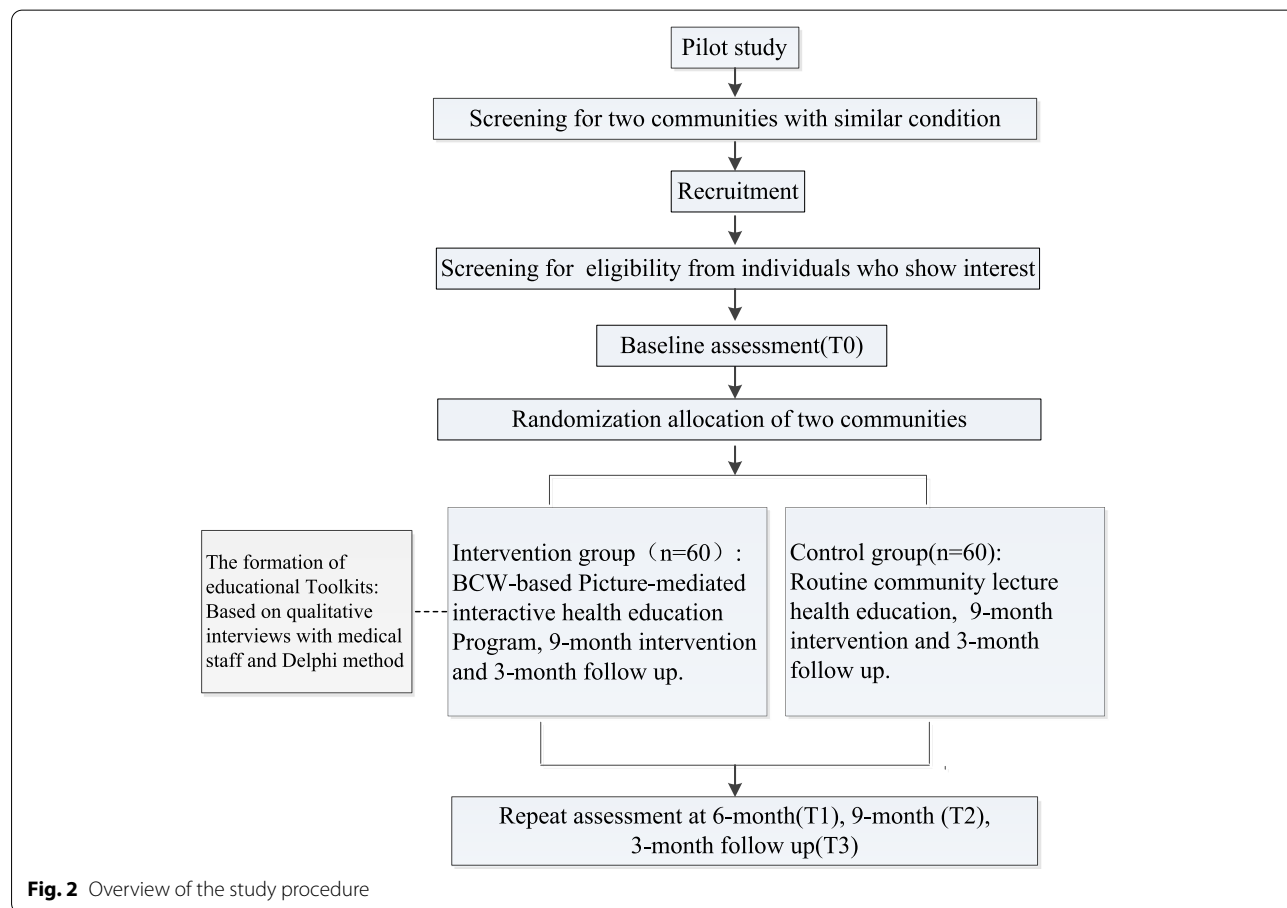 Pilot study
Screening for two communities with similar condition
Recruitment
Screening for  eligibility from individuals who show interest
Baseline assessment(T0)
Randomization allocation of two communities
The formation of
educational Toolkits:
Based on qualitative
interviews with medical
staff and Delphi method
Intervention group（n=60）:
BCW-based Picture-mediated
interactive health education
Program, 9-month intervention
and 3-month follow up.
Control group(n=60):
Routine community lecture
health education,  9-month
intervention and 3-month
follow up.
Repeat assessment at 6-month(T1), 9-month (T2),
3-month follow up(T3)
Fig. 2  Overview of the study procedure